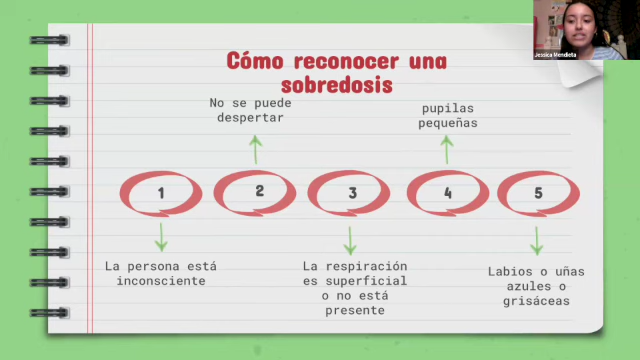 Cómo reconocer una
sobredosis
Jessica Mendieta
No se puede
despertar
pupilas
pequeñas
1
2
3
4
5
La persona está
inconsciente
La respiración
es superficial
o no está
presente
Labios o uñas
azules o
grisáceas